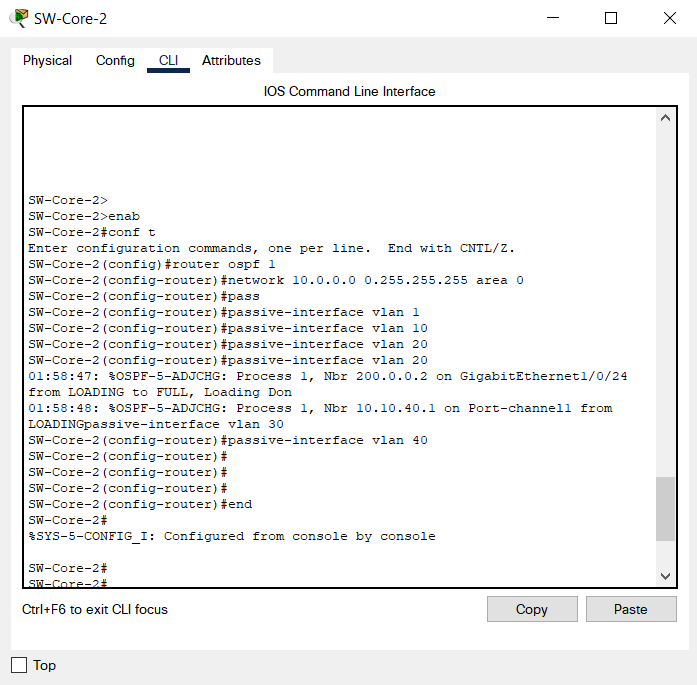 SW-Core-2
Physical Config CLI Attributes
IOS Command Line Interface
SW-Core-2>
SW-Core-2>enab
SW-Core-2#conf t
Enter configuration commands, one per line.  End with CNTL/Z.
SW-Core-2(config)#router ospf 1
SW-Core-2(config-router)#network 10.0.0.0 0.255.255.255 area 0
SW-Core-2(config-router)#pass
SW-Core-2(config-router)#passive-interface vlan 1
SW-Core-2(config-router)#passive-interface vlan 10
SW-Core-2(config-router)#passive-interface vlan 20
SW-Core-2(config-router)#passive-interface vlan 20
01:58:47: %OSPF-5-ADJCHG: Process 1, Nbr 200.0.0.2 on GigabitEthernet1/0/24
from LOADING to FULL, Loading Don
01:58:48: %OSPF-5-ADJCHG: Process 1, Nbr 10.10.40.1 on Port-channel1 from
LOADINGpassive-interface vlan 30
SW-Core-2(config-router)#passive-interface vlan 40
SW-Core-2(config-router)#
SW-Core-2(config-router)#
SW-Core-2(config-router)#
SW-Core-2(config-router)#end
SW-Core-2#
%SYS-5-CONFIG_I: Configured from console by console
SW-Core-2#
SW-Core-2#
Ctrl+F6 to exit CLI focus
Copy Paste
Top